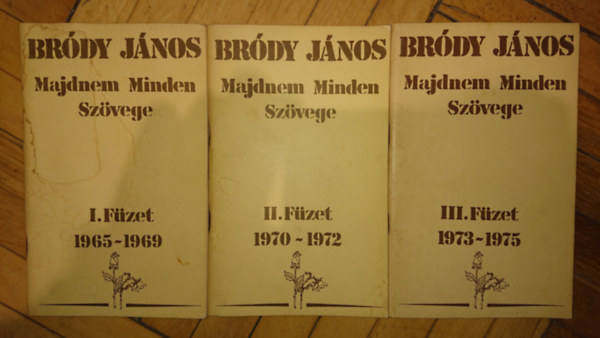 BRÓDY JÁNOS
Majdnem Minden
Szövege
I. Füzet
1965~1969
BRÓDY JÁNOS
Majdnem Minden
Szövege
II. Füzet
1970~1972
BRÓDY JÁNOS
Majdnem Minden
Szövege
III. Füzet
1973~1975